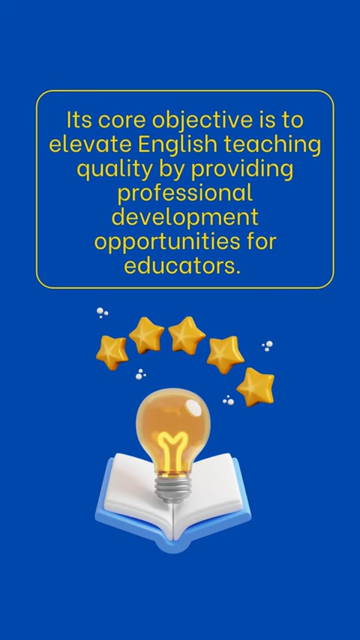 Its core objective is to
elevate English teaching
quality by providing
professional
development
opportunities for
educators.